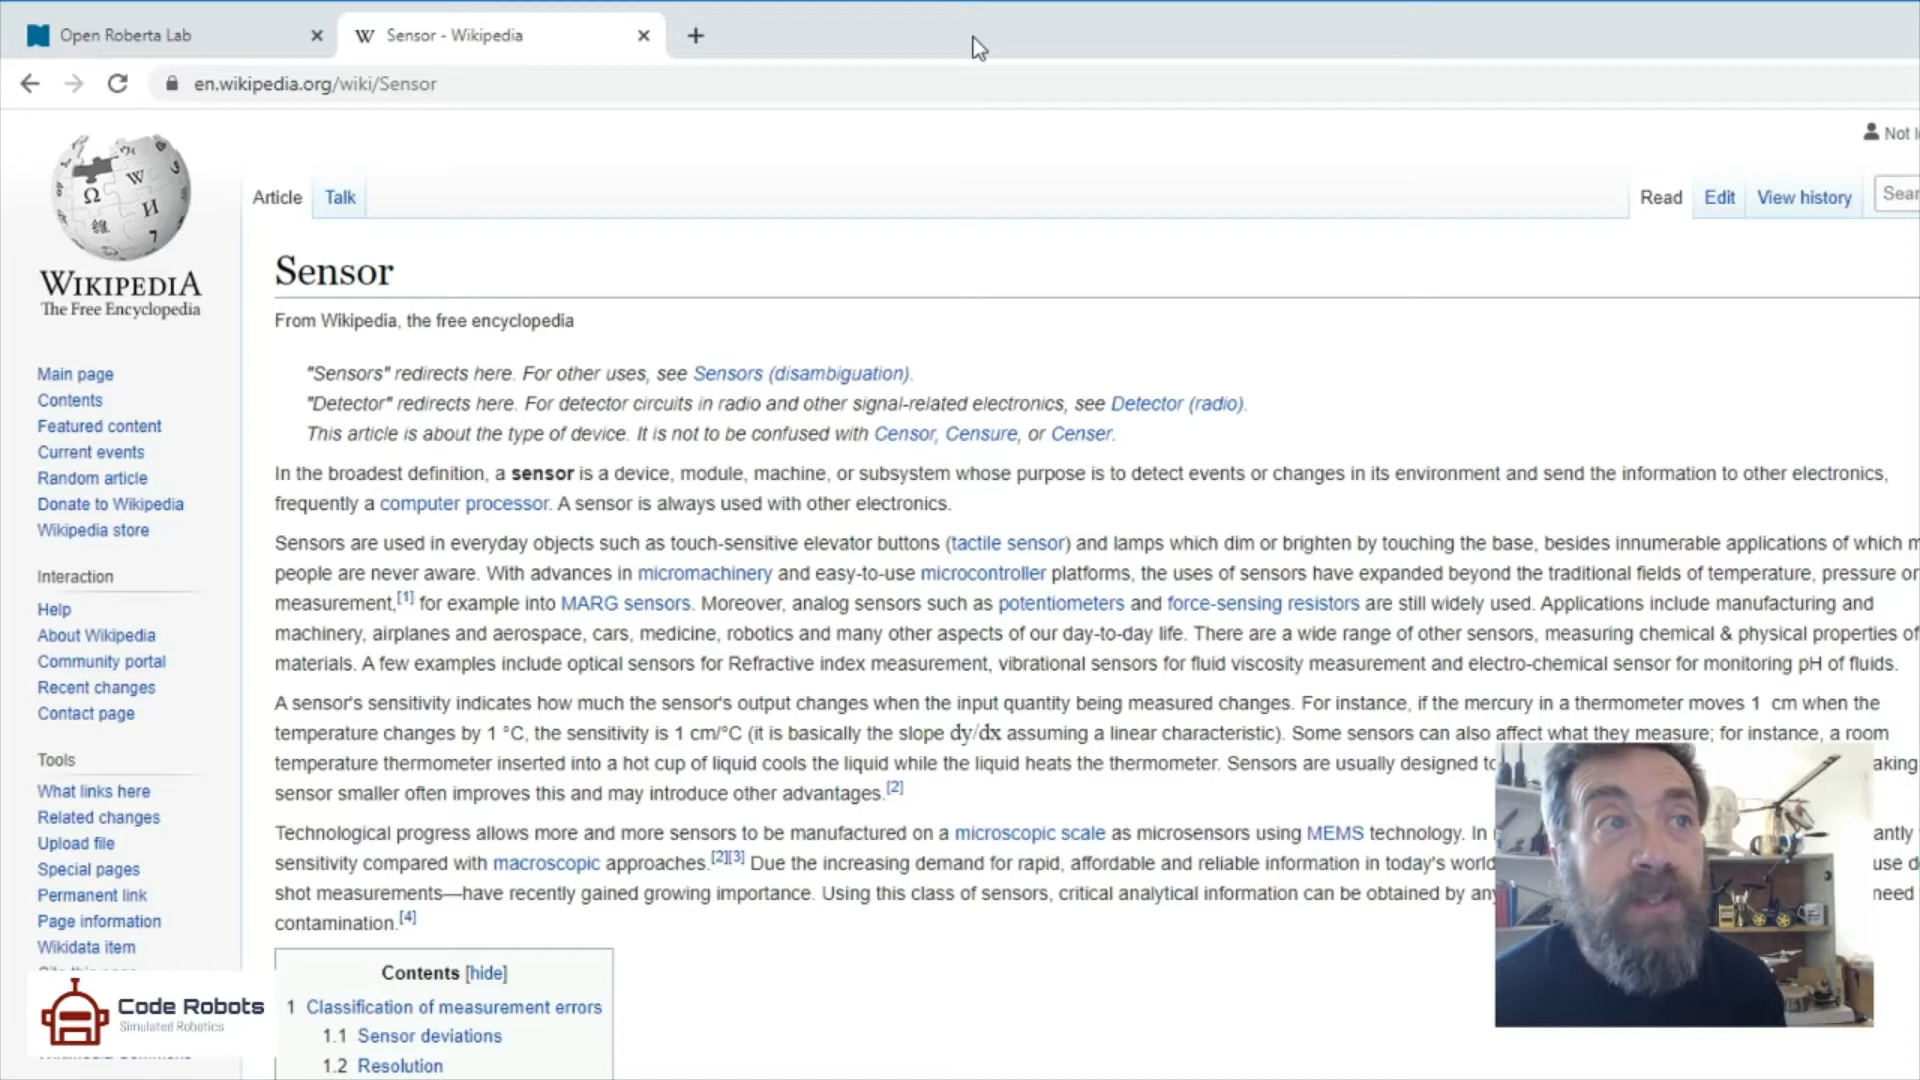 Open Roberta Lab
Sensor - Wikipedia
en.wikipedia.org/wiki/Sensor
Not
WIKIPEDIA
The Free Encyclopedia
Article Talk
Read Edit View history
Sensor
From Wikipedia, the free encyclopedia
"Sensors" redirects here. For other uses, see Sensors (disambiguation).
"Detector" redirects here. For detector circuits in radio and other signal-related electronics, see Detector (radio).
This article is about the type of device. It is not to be confused with Censor, Censure, or Censer.
In the broadest definition, a sensor is a device, module, machine, or subsystem whose purpose is to detect events or changes in its environment and send the information to other electronics,
frequently a computer processor. A sensor is always used with other electronics.
Sensors are used in everyday objects such as touch-sensitive elevator buttons (tactile sensor) and lamps which dim or brighten by touching the base, besides innumerable applications of which
people are never aware. With advances in micromachinery and easy-to-use microcontroller platforms, the uses of sensors have expanded beyond the traditional fields of temperature, pressure or
measurement,[1] for example into MARG sensors. Moreover, analog sensors such as potentiometers and force-sensing resistors are still widely used. Applications include manufacturing and
machinery, airplanes and aerospace, cars, medicine, robotics and many other aspects of our day-to-day life. There are a wide range of other sensors, measuring chemical & physical properties of
materials. A few examples include optical sensors for Refractive index measurement, vibrational sensors for fluid viscosity measurement and electro-chemical sensor for monitoring pH of fluids.
A sensor's sensitivity indicates how much the sensor's output changes when the input quantity being measured changes. For instance, if the mercury in a thermometer moves 1 cm when the
temperature changes by 1 °C, the sensitivity is 1 cm/°C (it is basically the slope dy/dx assuming a linear characteristic). Some sensors can also affect what they measure; for instance, a room
temperature thermometer inserted into a hot cup of liquid cools the liquid while the liquid heats the thermometer. Sensors are usually designed to aking
sensor smaller often improves this and may introduce other advantages.[2]
Technological progress allows more and more sensors to be manufactured on a microscopic scale as microsensors using MEMS technology. In antly
sensitivity compared with macroscopic approaches.[2][3] Due the increasing demand for rapid, affordable and reliable information in today's world use
shot measurements—have recently gained growing importance. Using this class of sensors, critical analytical information can be obtained by any need
contamination.[4]
Contents [hide]
1 Classification of measurement errors
1.1 Sensor deviations
1.2 Resolution
Main page
Contents
Featured content
Current events
Random article
Donate to Wikipedia
Wikipedia store
Interaction
Help
About Wikipedia
Community portal
Recent changes
Contact page
Tools
What links here
Related changes
Upload file
Special pages
Permanent link
Page information
Wikidata item
Code Robots
Simulated Robotics